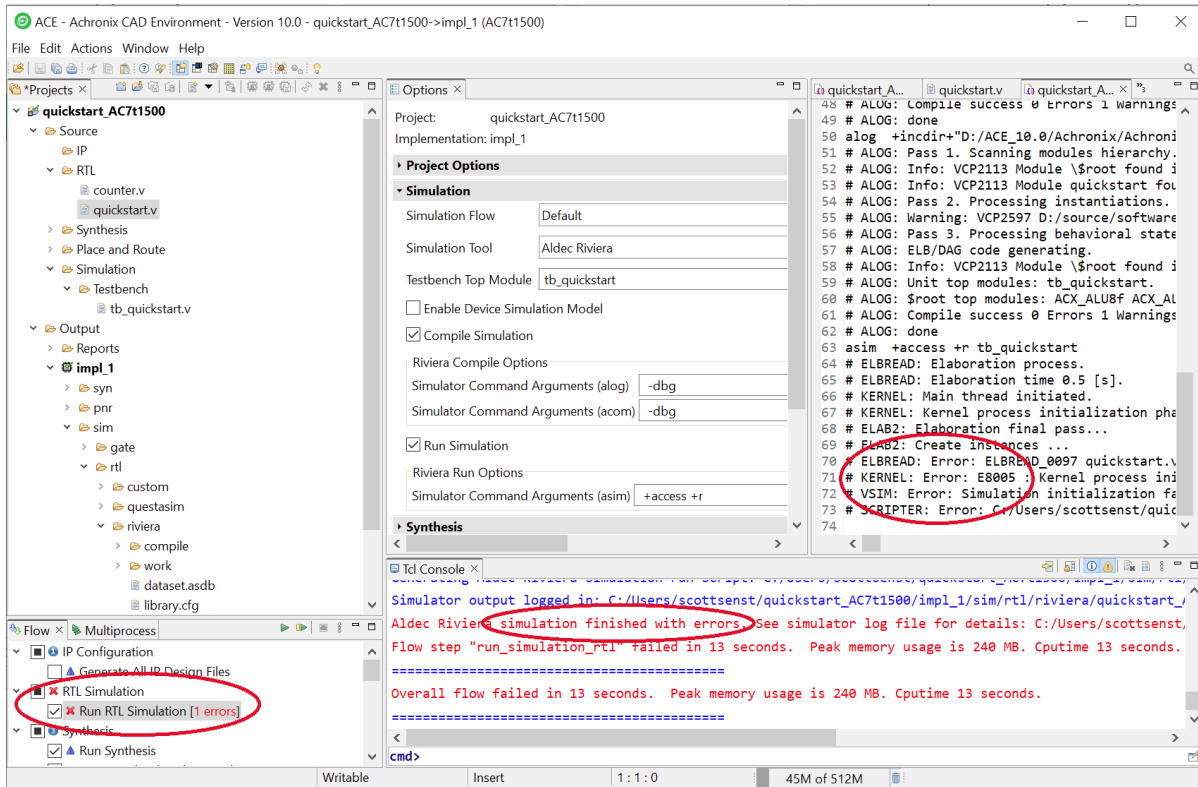 ACE - Achronix CAD Environment - Version 10.0 - quickstart_AC7t1500->impl_1 (AC7t1500)
File Edit Actions Window Help
*Projects
quickstart_AC7t1500
Source
IP
RTL
counter.v
quickstart.v
Synthesis
Place and Route
Simulation
Testbench
tb_quickstart.v
Output
Reports
impl_1
syn
pnr
sim
gate
rtl
custom
questasim
riviera
compile
work
dataset.asdb
library.cfg
Flow Multiprocess
IP Configuration
Generate All IP Design Files
RTL Simulation
Run RTL Simulation [1 errors]
Synthesis
Run Synthesis
Options
Project: quickstart_AC7t1500
Implementation: impl_1
Project Options
Simulation
Simulation Flow Default
Simulation Tool Aldec Riviera
Testbench Top Module tb_quickstart
Enable Device Simulation Model
Compile Simulation
Riviera Compile Options
Simulator Command Arguments (alog) -dbg
Simulator Command Arguments (acom) -dbg
Run Simulation
Riviera Run Options
Simulator Command Arguments (asim) +access +r
Synthesis
quickstart_A... quickstart.v quickstart_A... »3
48 # ALOG: Compile success 0 Errors 1 Warnings
49 # ALOG: done
50 alog +incdir+"D:/ACE_10.0/Achronix/Achroni
51 # ALOG: Pass 1. Scanning modules hierarchy.
52 # ALOG: Info: VCP2113 Module \$root found i
53 # ALOG: Info: VCP2113 Module quickstart fou
54 # ALOG: Pass 2. Processing instantiations.
55 # ALOG: Warning: VCP2597 D:/source/software
56 # ALOG: Pass 3. Processing behavioral state
57 # ALOG: ELB/DAG code generating.
58 # ALOG: Info: VCP2113 Module \$root found i
59 # ALOG: Unit top modules: tb_quickstart.
60 # ALOG: $root top modules: ACX_ALU8f ACX_AL
61 # ALOG: Compile success 0 Errors 1 Warnings
62 # ALOG: done
63 asim +access +r tb_quickstart
64 # ELBREAD: Elaboration process.
65 # ELBREAD: Elaboration time 0.5 [s].
66 # KERNEL: Main thread initiated.
67 # KERNEL: Kernel process initialization pha
68 # ELAB2: Elaboration final pass...
69 # ELAB2: Create instances ...
70 # ELBREAD: Error: ELBREAD_0097 quickstart.v
71 # KERNEL: Error: E8005 : Kernel process ini
72 # VSIM: Error: Simulation initialization fa
73 # SCRIPTER: Error: C:/Users/scottsenst/quic
74
Tcl Console
Generating Aldec Riviera simulation run script: C:/Users/scottsenst/quickstart_AC7t1500/impl_1/sim/rtl/
Simulator output logged in: C:/Users/scottsenst/quickstart_AC7t1500/impl_1/sim/rtl/riviera/quickstart_A
Aldec Riviera simulation finished with errors. See simulator log file for details: C:/Users/scottsenst/
Flow step "run_simulation_rtl" failed in 13 seconds. Peak memory usage is 240 MB. Cputime 13 seconds.
==========================================
Overall flow failed in 13 seconds. Peak memory usage is 240 MB. Cputime 13 seconds.
==========================================
cmd>
Writable Insert 1 : 1 : 0 45M of 512M